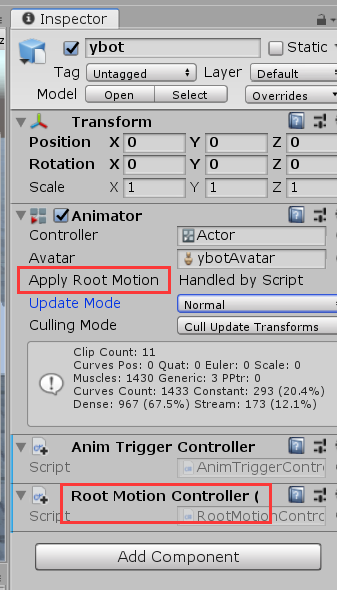 Inspector
ybot
Static
Tag Untagged Layer Default
Model Open Select Overrides
Transform
Position X 0 Y 0 Z 0
Rotation X 0 Y 0 Z 0
Scale X 1 Y 1 Z 1
Animator
Controller Actor
Avatar ybotAvatar
Apply Root Motion Handled by Script
Update Mode Normal
Culling Mode Cull Update Transforms
Clip Count: 11
Curves Pos: 0 Quat: 0 Euler: 0 Scale: 0
Muscles: 1430 Generic: 3 PPtr: 0
Curves Count: 1433 Constant: 293 (20.4%)
Dense: 967 (67.5%) Stream: 173 (12.1%)
Anim Trigger Controller
Script AnimTriggerContro
Root Motion Controller (
Script RootMotionContro
Add Component